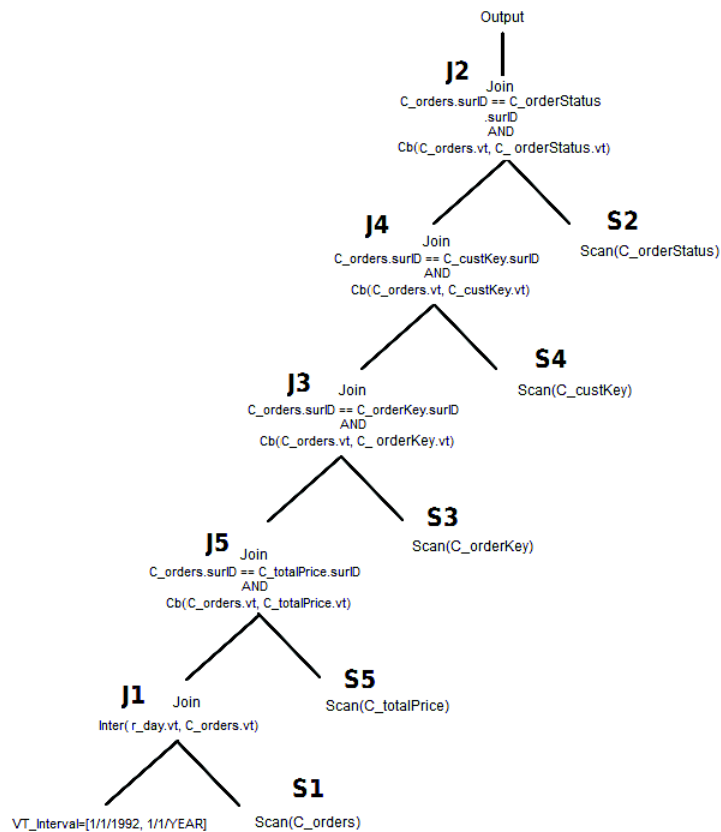 Output
J2
Join
C_orders.surID == C_orderStatus
.surID
AND
Cb(C_orders.vt, C_ orderStatus.vt)
J4
Join
C_orders.surID == C_custKey.surID
AND
Cb(C_orders.vt, C_custKey.vt)
S2
Scan(C_orderStatus)
J3
Join
C_orders.surID == C_orderKey.surID
AND
Cb(C_orders.vt, C_ orderKey.vt)
S4
Scan(C_custKey)
J5
Join
C_orders.surID == C_totalPrice.surID
AND
Cb(C_orders.vt, C_totalPrice.vt)
S3
Scan(C_orderKey)
J1
Join
Inter( r_day.vt, C_orders.vt)
S5
Scan(C_totalPrice)
VT_Interval=[1/1/1992, 1/1/YEAR]
S1
Scan(C_orders)